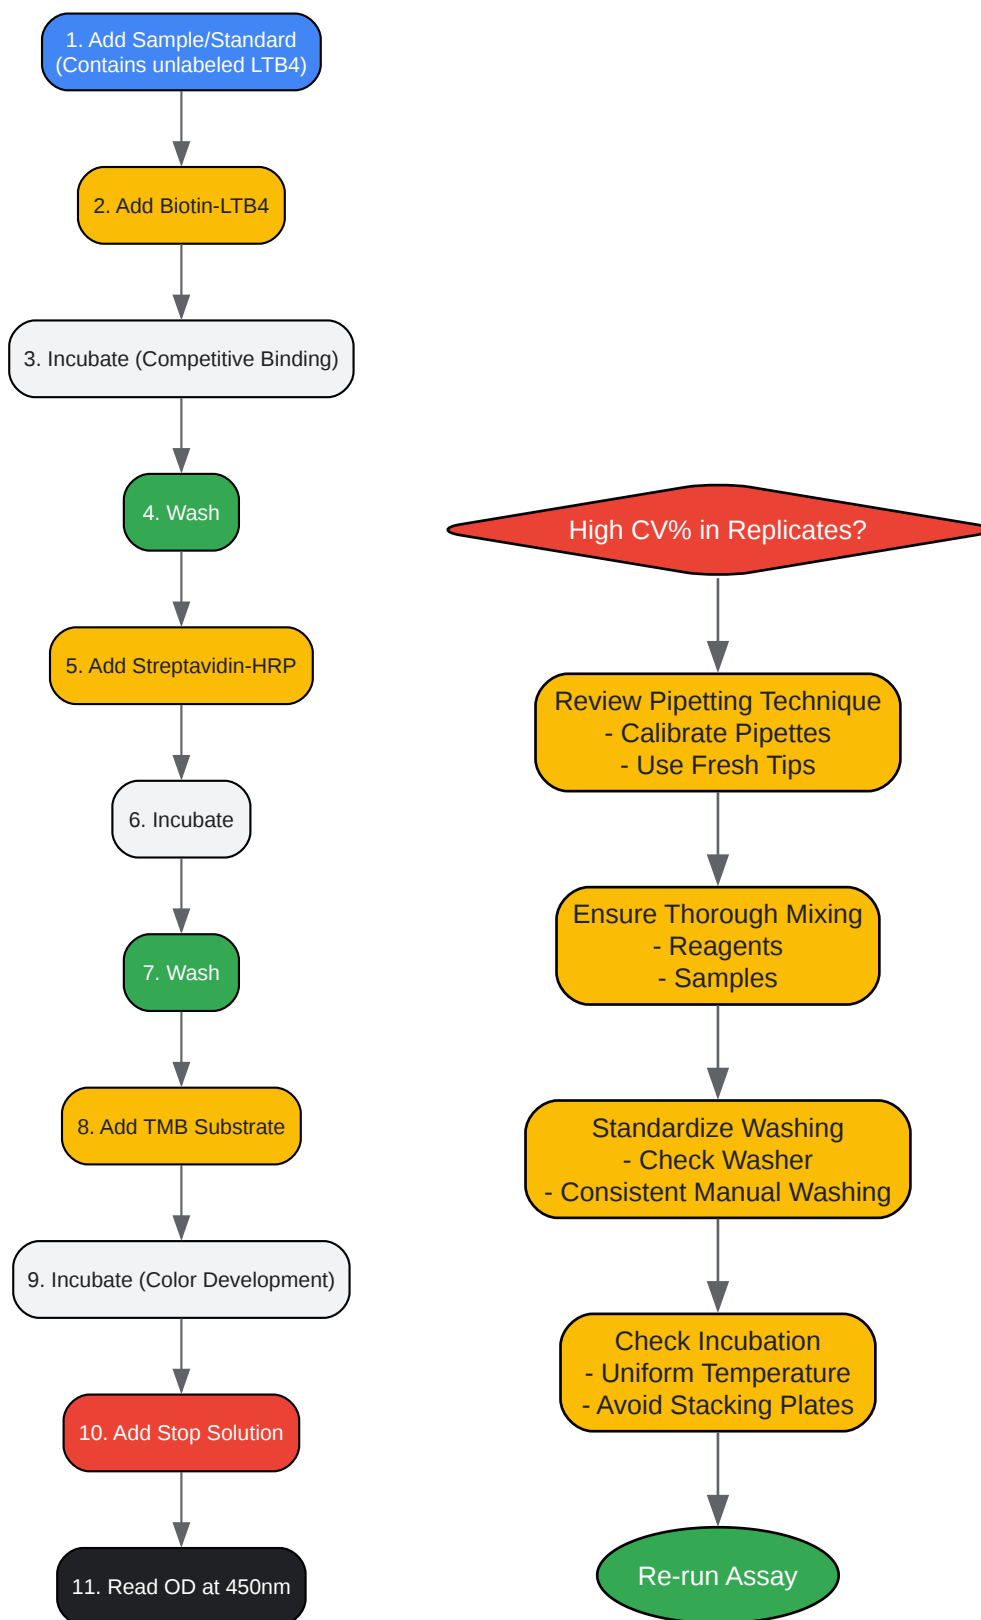 1. Add Sample/Standard
(Contains unlabeled LTB4)
2. Add Biotin-LTB4
3. Incubate (Competitive Binding)
4. Wash
5. Add Streptavidin-HRP
6. Incubate
7. Wash
8. Add TMB Substrate
9. Incubate (Color Development)
10. Add Stop Solution
11. Read OD at 450nm
High CV% in Replicates?
Review Pipetting Technique
- Calibrate Pipettes
- Use Fresh Tips
Ensure Thorough Mixing
- Reagents
- Samples
Standardize Washing
- Check Washer
- Consistent Manual Washing
Check Incubation
- Uniform Temperature
- Avoid Stacking Plates
Re-run Assay